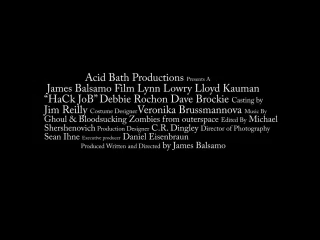 Acid Bath Productions Presents A
James Balsamo Film Lynn Lowry Lloyd Kauman
"HaCk JoB" Debbie Rochon Dave Brockie Casting by
Jim Reilly Costume Designer Veronika Brussmannova Music By
Ghoul & Bloodsucking Zombies from outerspace Edited By Michael
Shershenovich Production Designer C.R. Dingley Director of Photography
Sean Ihne Executive producer Daniel Eisenbraun
Produced Written and Directed by James Balsamo